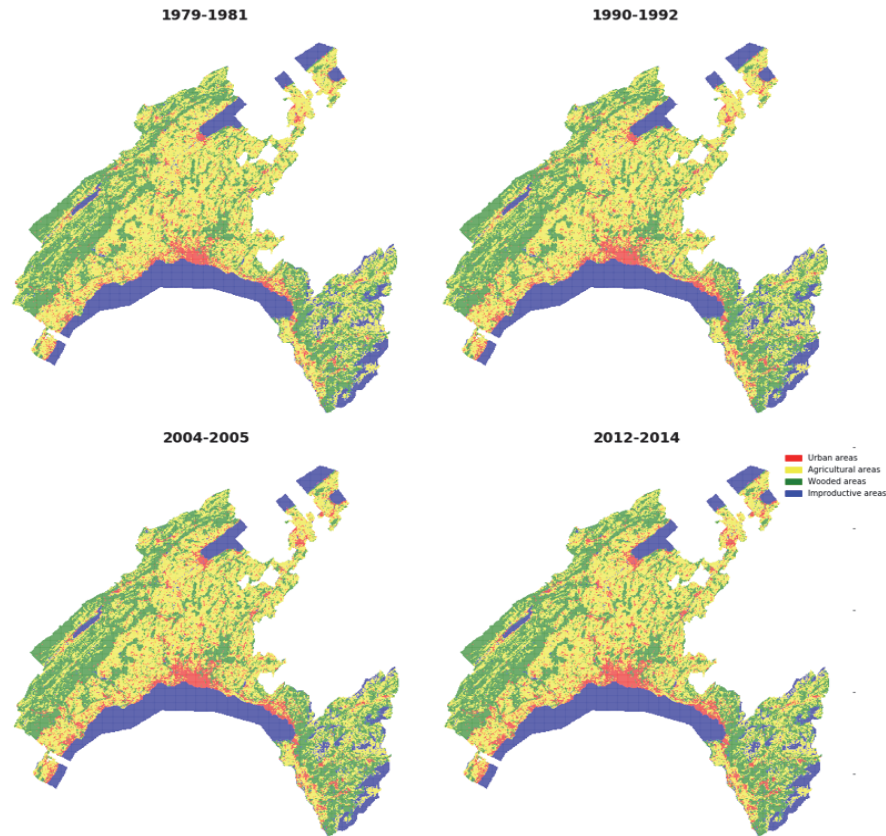 1979-1981
1990-1992
2004-2005
2012-2014
Urban areas
Agricultural areas
Wooded areas
Improductive areas